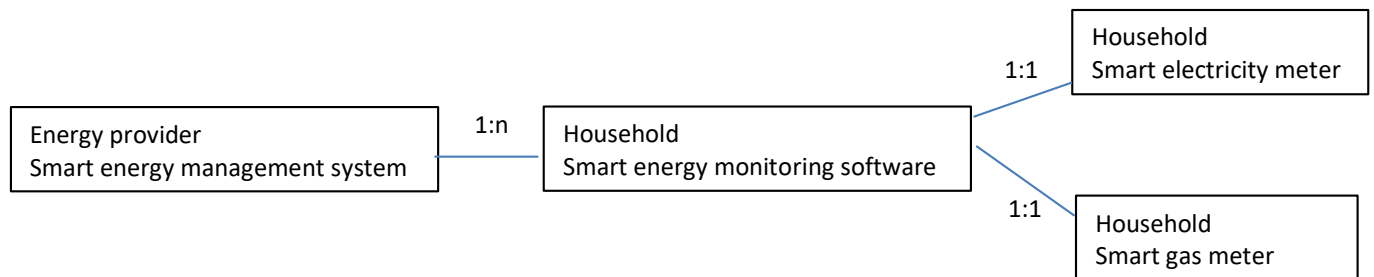 Energy provider
Smart energy management system
1:n
Household
Smart energy monitoring software
1:1
Household
Smart electricity meter
1:1
Household
Smart gas meter